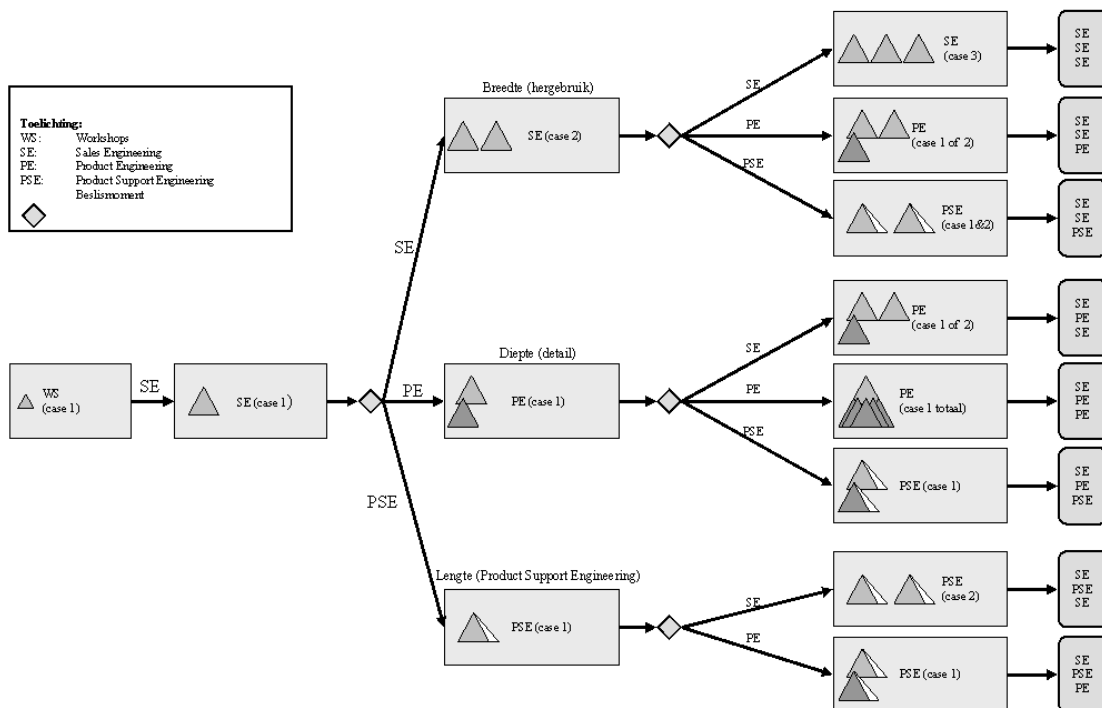 Toelichting:
WS: Workshops
SE: Sales Engineering
PE: Product Engineering
PSE: Product Support Engineering
Beslismoment
WS
(case 1)
SE
SE (case 1)
SE
PE
PSE
Breedte (hergebruik)
SE (case 2)
Diepte (detail)
PE (case 1)
Lengte (Product Support Engineering)
PSE (case 1)
SE
PE
PSE
SE
(case 3)
PE
(case 1 of 2)
PSE
(case 1&2)
SE
SE
SE
SE
SE
PE
SE
SE
PSE
SE
PE
PSE
PE
(case 1 of 2)
PE
(case 1 totaal)
PSE (case 1)
SE
PE
SE
SE
PE
PE
SE
PE
PSE
SE
PE
PSE
(case 2)
PSE (case 1)
SE
PSE
SE
SE
PSE
PE